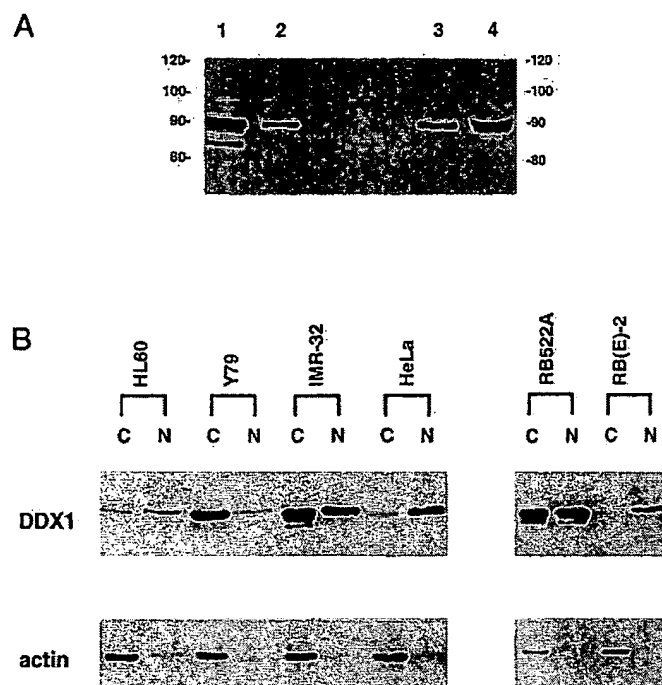 A
1 2 3 4
120- -120
100- -100
90- -90
80- -80
B
HL60 Y79 IMR-32 HeLa RB522A RB(E)-2
C N C N C N C N C N C N
DDX1
actin